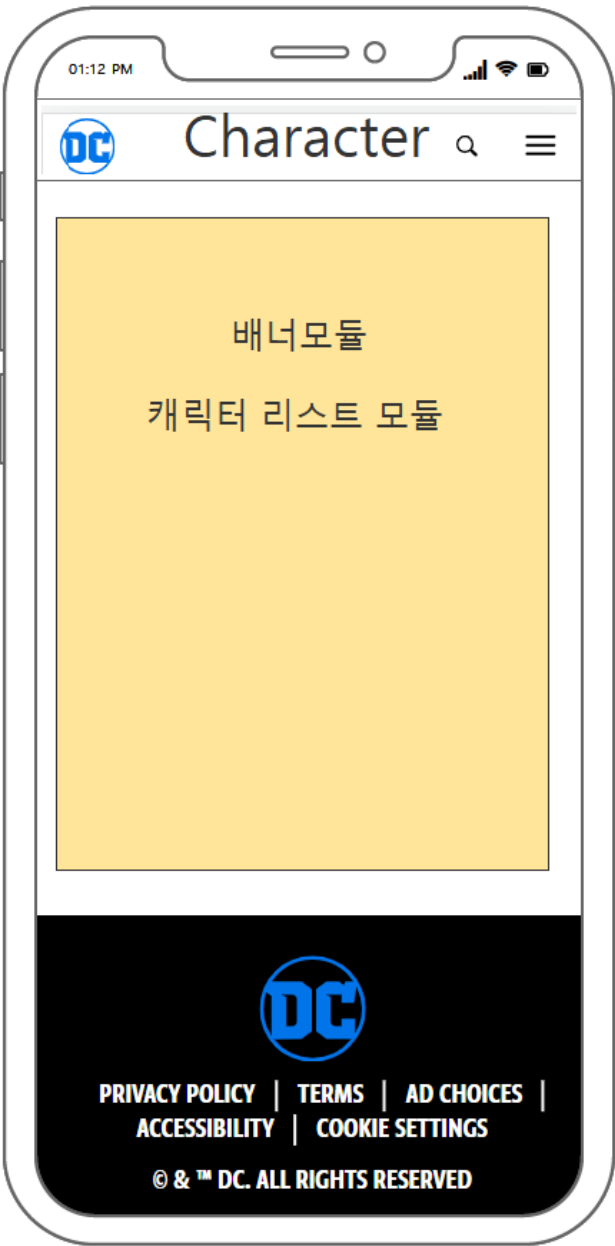 01:12 PM
DC Character
배너모듈
캐릭터 리스트 모듈
DC
PRIVACY POLICY | TERMS | AD CHOICES |
ACCESSIBILITY | COOKIE SETTINGS
© & ™ DC. ALL RIGHTS RESERVED